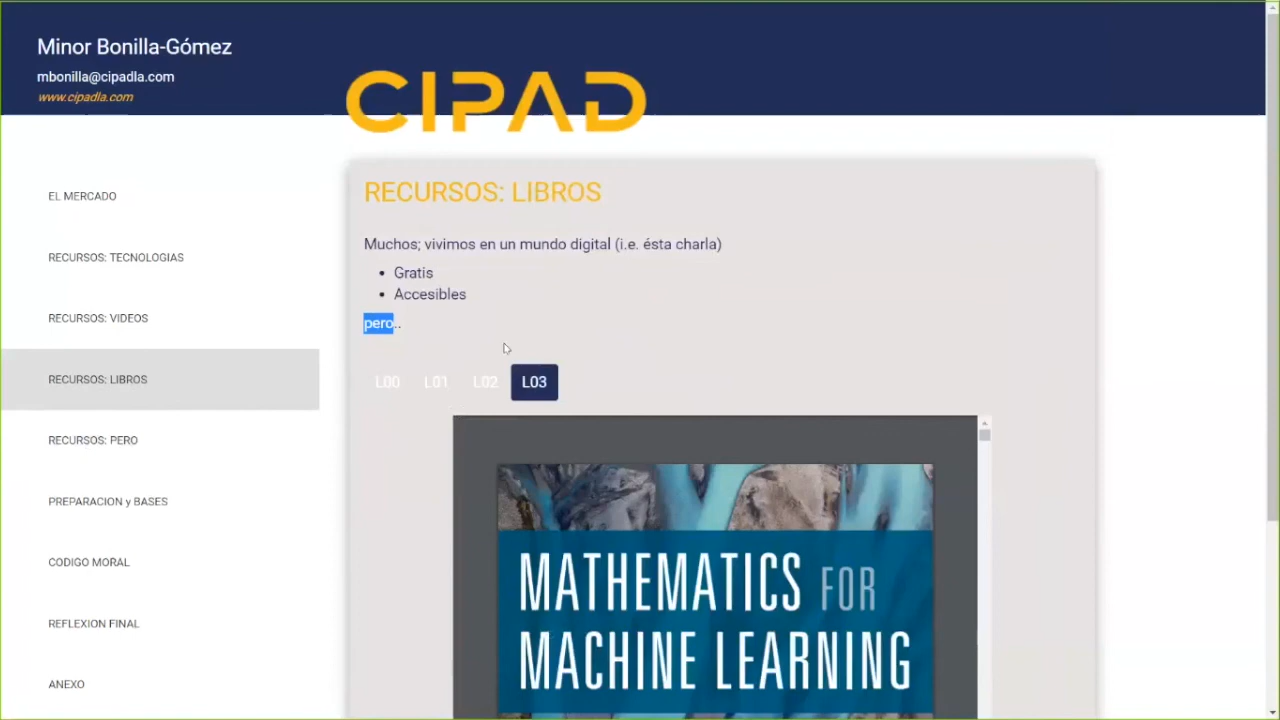 Minor Bonilla-Gómez
mbonilla@cipadla.com
www.cipadla.com
CIPAD
EL MERCADO
RECURSOS: TECNOLOGIAS
RECURSOS: VIDEOS
RECURSOS: LIBROS
RECURSOS: PERO
PREPARACION y BASES
CODIGO MORAL
REFLEXION FINAL
ANEXO
RECURSOS: LIBROS
Muchos; vivimos en un mundo digital (i.e. ésta charla)
• Gratis
• Accesibles
pero..
L00 L01 L02 L03
MATHEMATICS FOR
MACHINE LEARNING